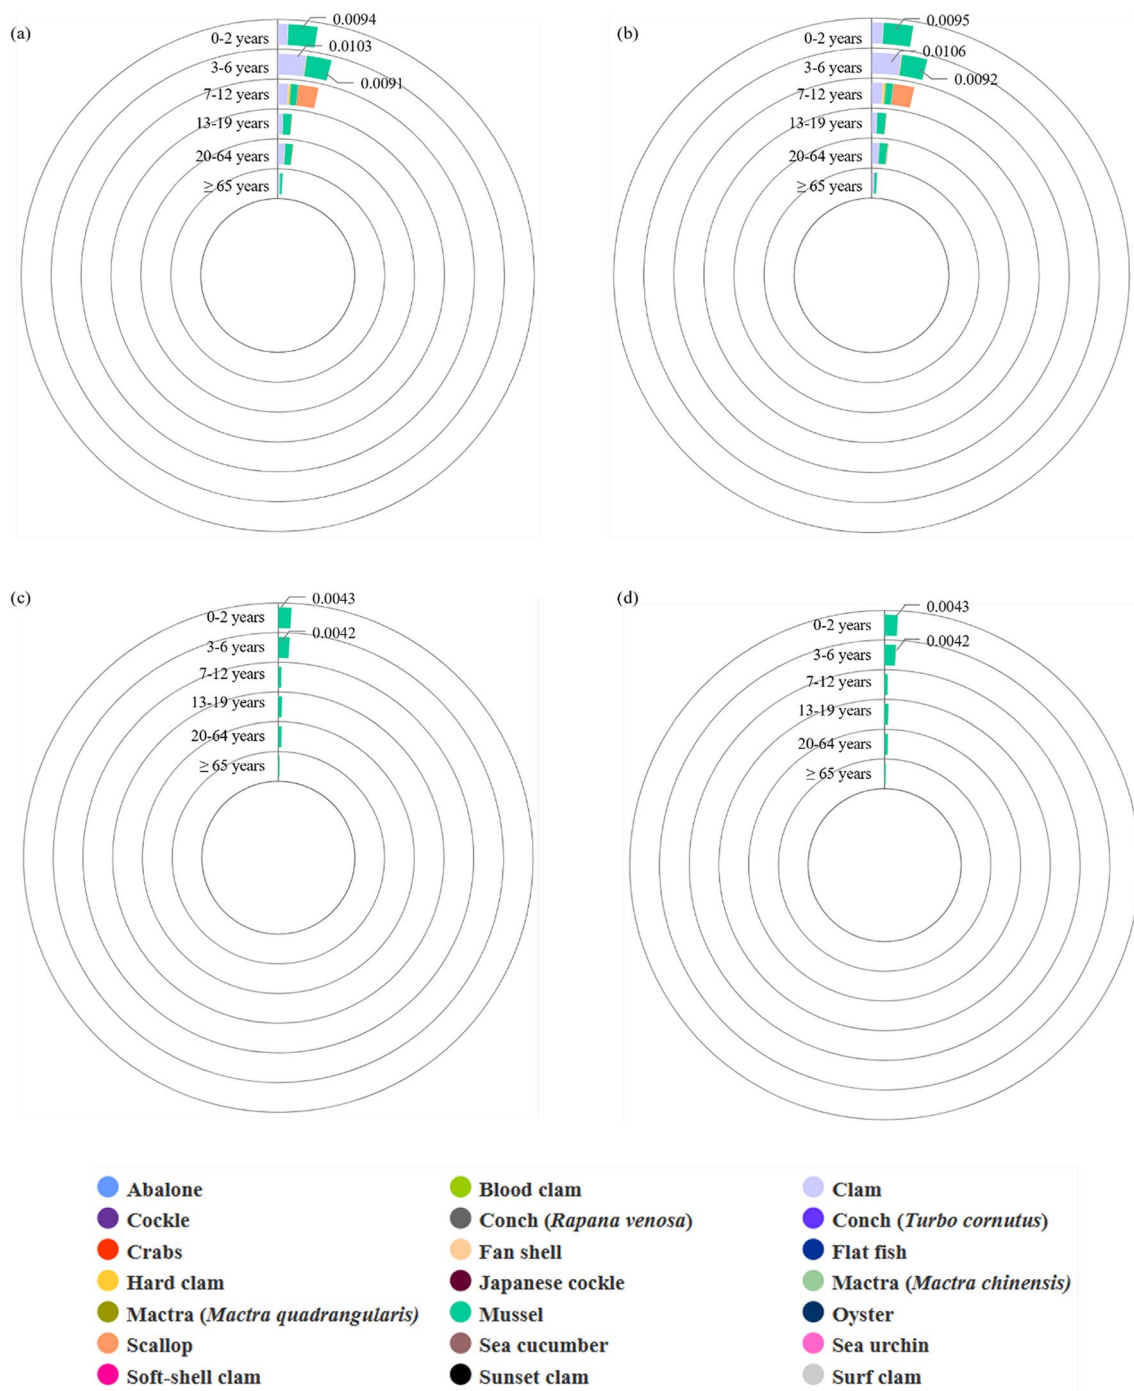 (a)
0.0094
0-2 years
0.0103
3-6 years
0.0091
7-12 years
13-19 years
20-64 years
≥ 65 years
(b)
0.0095
0-2 years
0.0106
3-6 years
0.0092
7-12 years
13-19 years
20-64 years
≥ 65 years
(c)
0.0043
0-2 years
0.0042
3-6 years
7-12 years
13-19 years
20-64 years
≥ 65 years
(d)
0.0043
0-2 years
0.0042
3-6 years
7-12 years
13-19 years
20-64 years
≥ 65 years
Abalone
Blood clam
Clam
Cockle
Conch (Rapana venosa)
Conch (Turbo cornutus)
Crabs
Fan shell
Flat fish
Hard clam
Japanese cockle
Mactra (Mactra chinensis)
Mactra (Mactra quadrangularis)
Mussel
Oyster
Scallop
Sea cucumber
Sea urchin
Soft-shell clam
Sunset clam
Surf clam